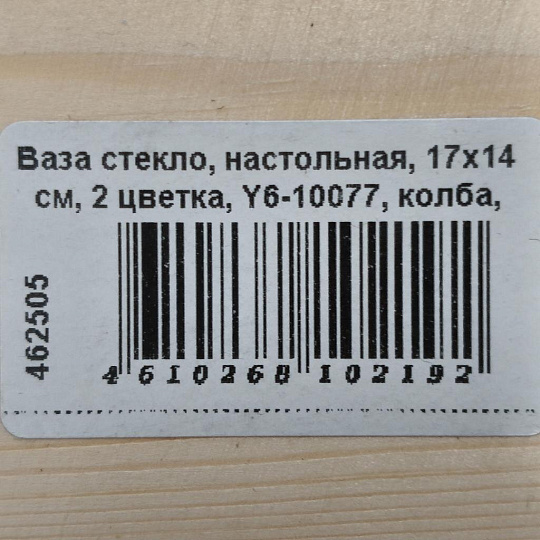 Ваза стекло, настольная, 17х14
см, 2 цветка, Y6-10077, колба,
462505
4 610268 102192